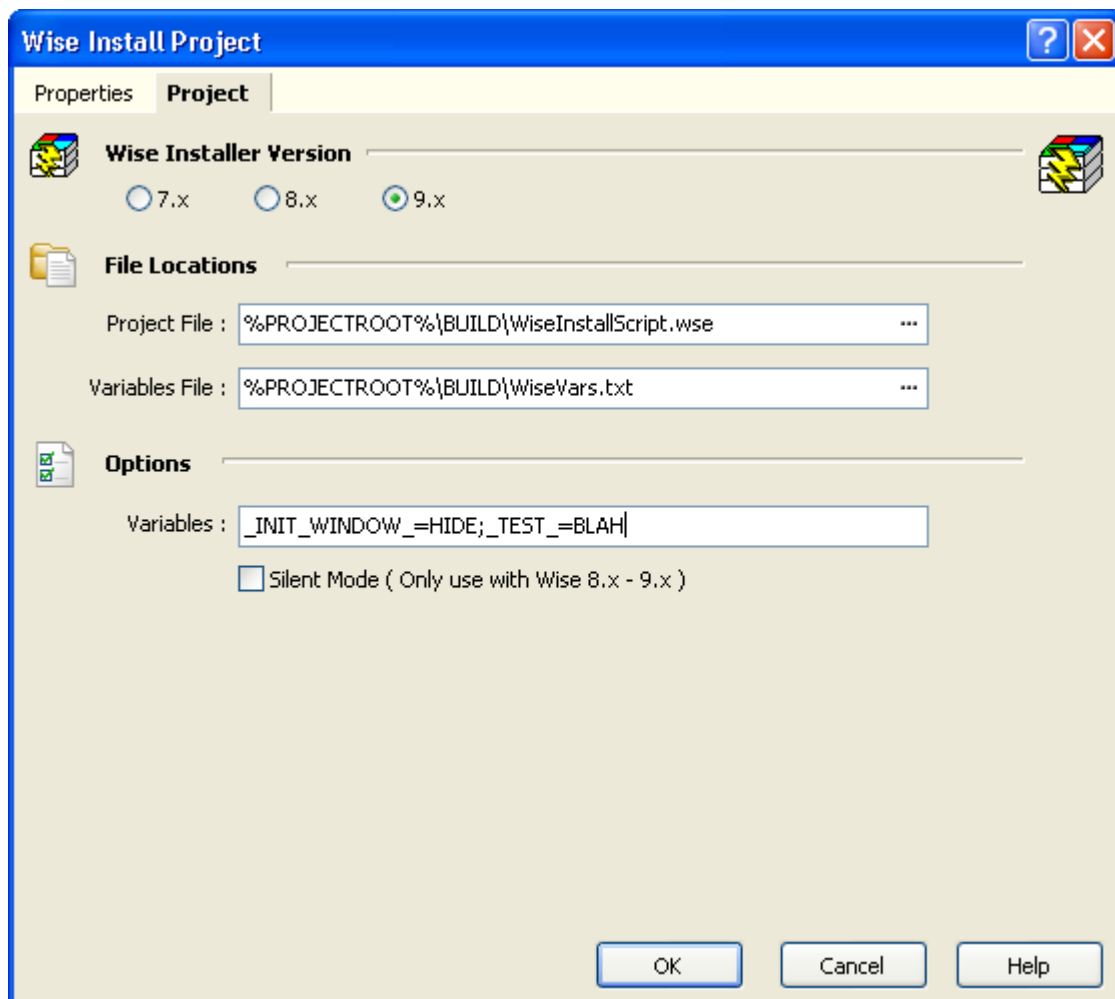 Wise Install Project
Properties Project
Wise Installer Version
7.x 8.x 9.x
File Locations
Project File : %PROJECTROOT%\BUILD\WiseInstallScript.wse ...
Variables File : %PROJECTROOT%\BUILD\WiseVars.txt ...
Options
Variables : _INIT_WINDOW_=HIDE;_TEST_=BLAH
Silent Mode ( Only use with Wise 8.x - 9.x )
OK Cancel Help